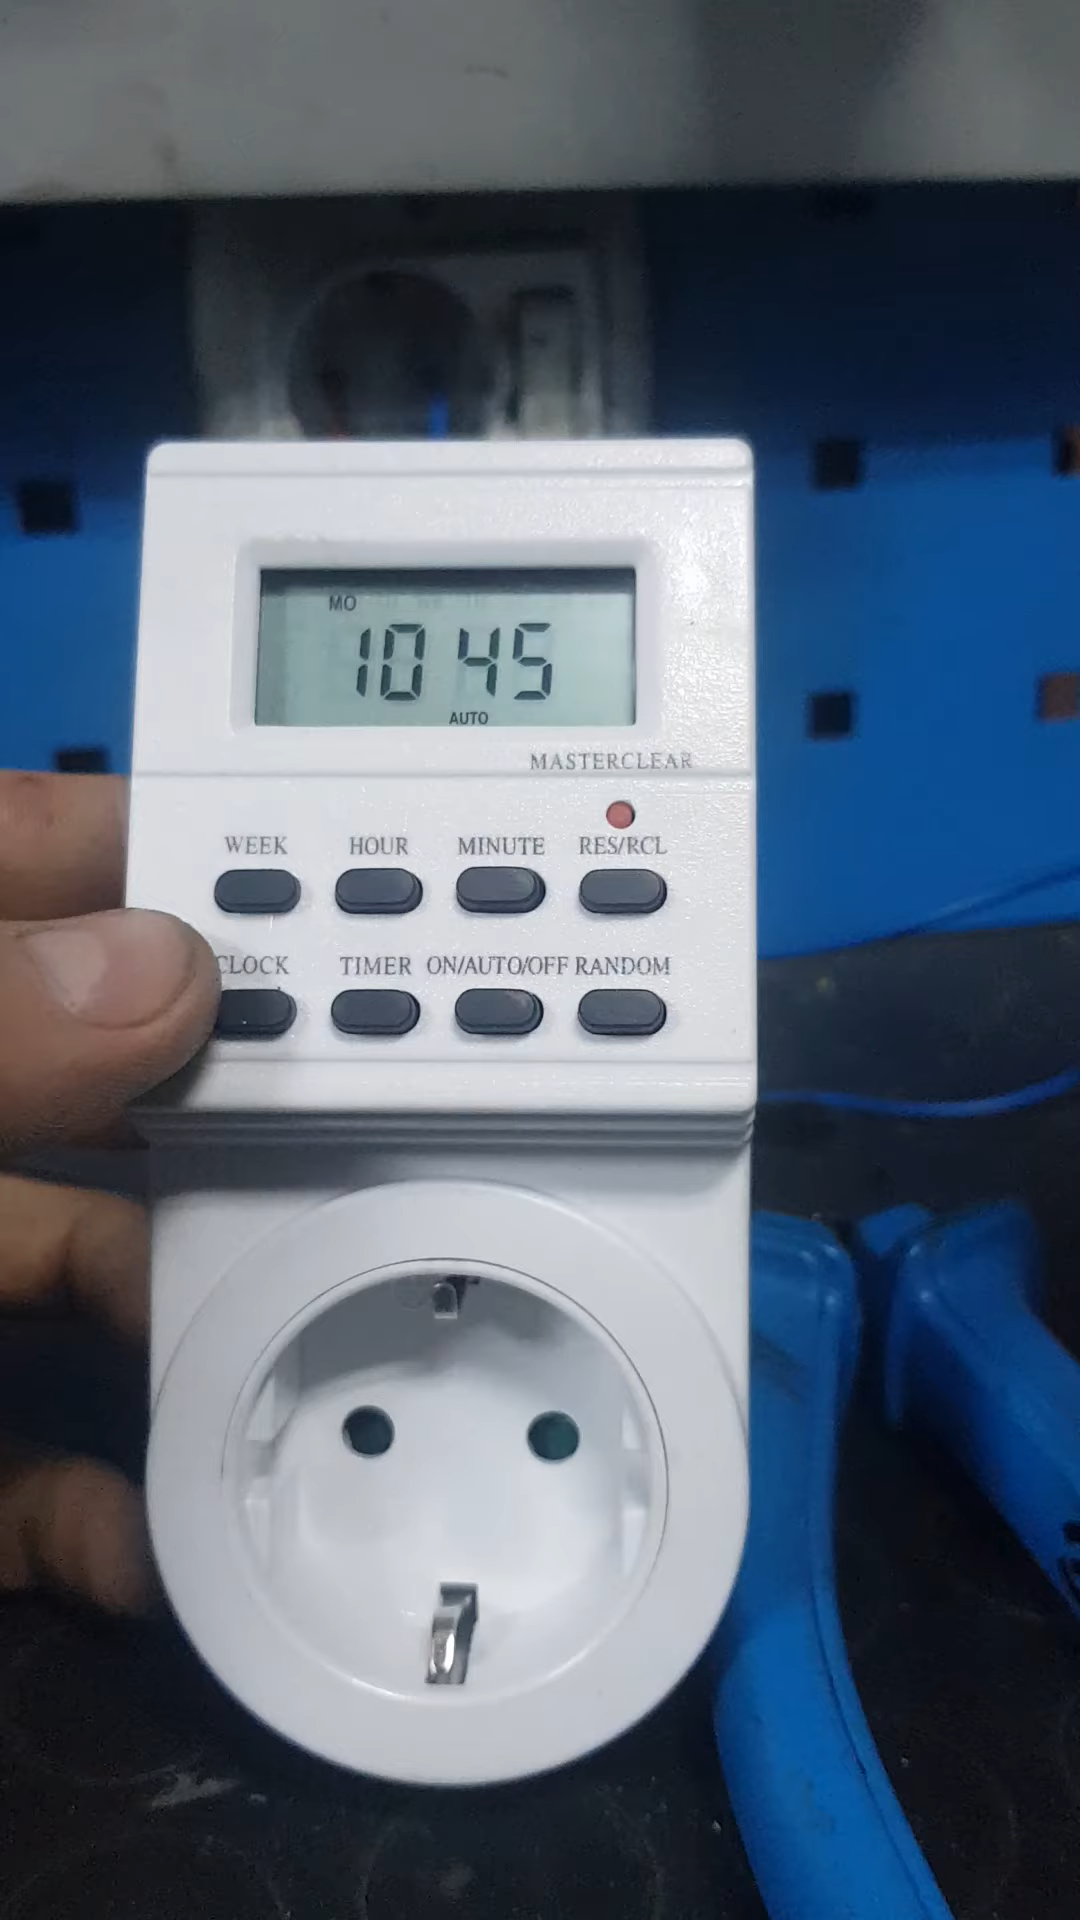 MO
10 45
AUTO
MASTERCLEAR
WEEK HOUR MINUTE RES/RCL
CLOCK TIMER ON/AUTO/OFF RANDOM